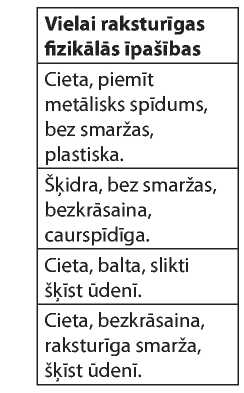 Vielai raksturīgas
fizikālās īpašības
Cieta, piemīt
metālisks spīdums,
bez smaržas,
plastiska.
Šķidra, bez smaržas,
bezkrāsaina,
caurspīdīga.
Cieta, balta, slikti
šķīst ūdenī.
Cieta, bezkrāsaina,
raksturīga smarža,
šķīst ūdenī.